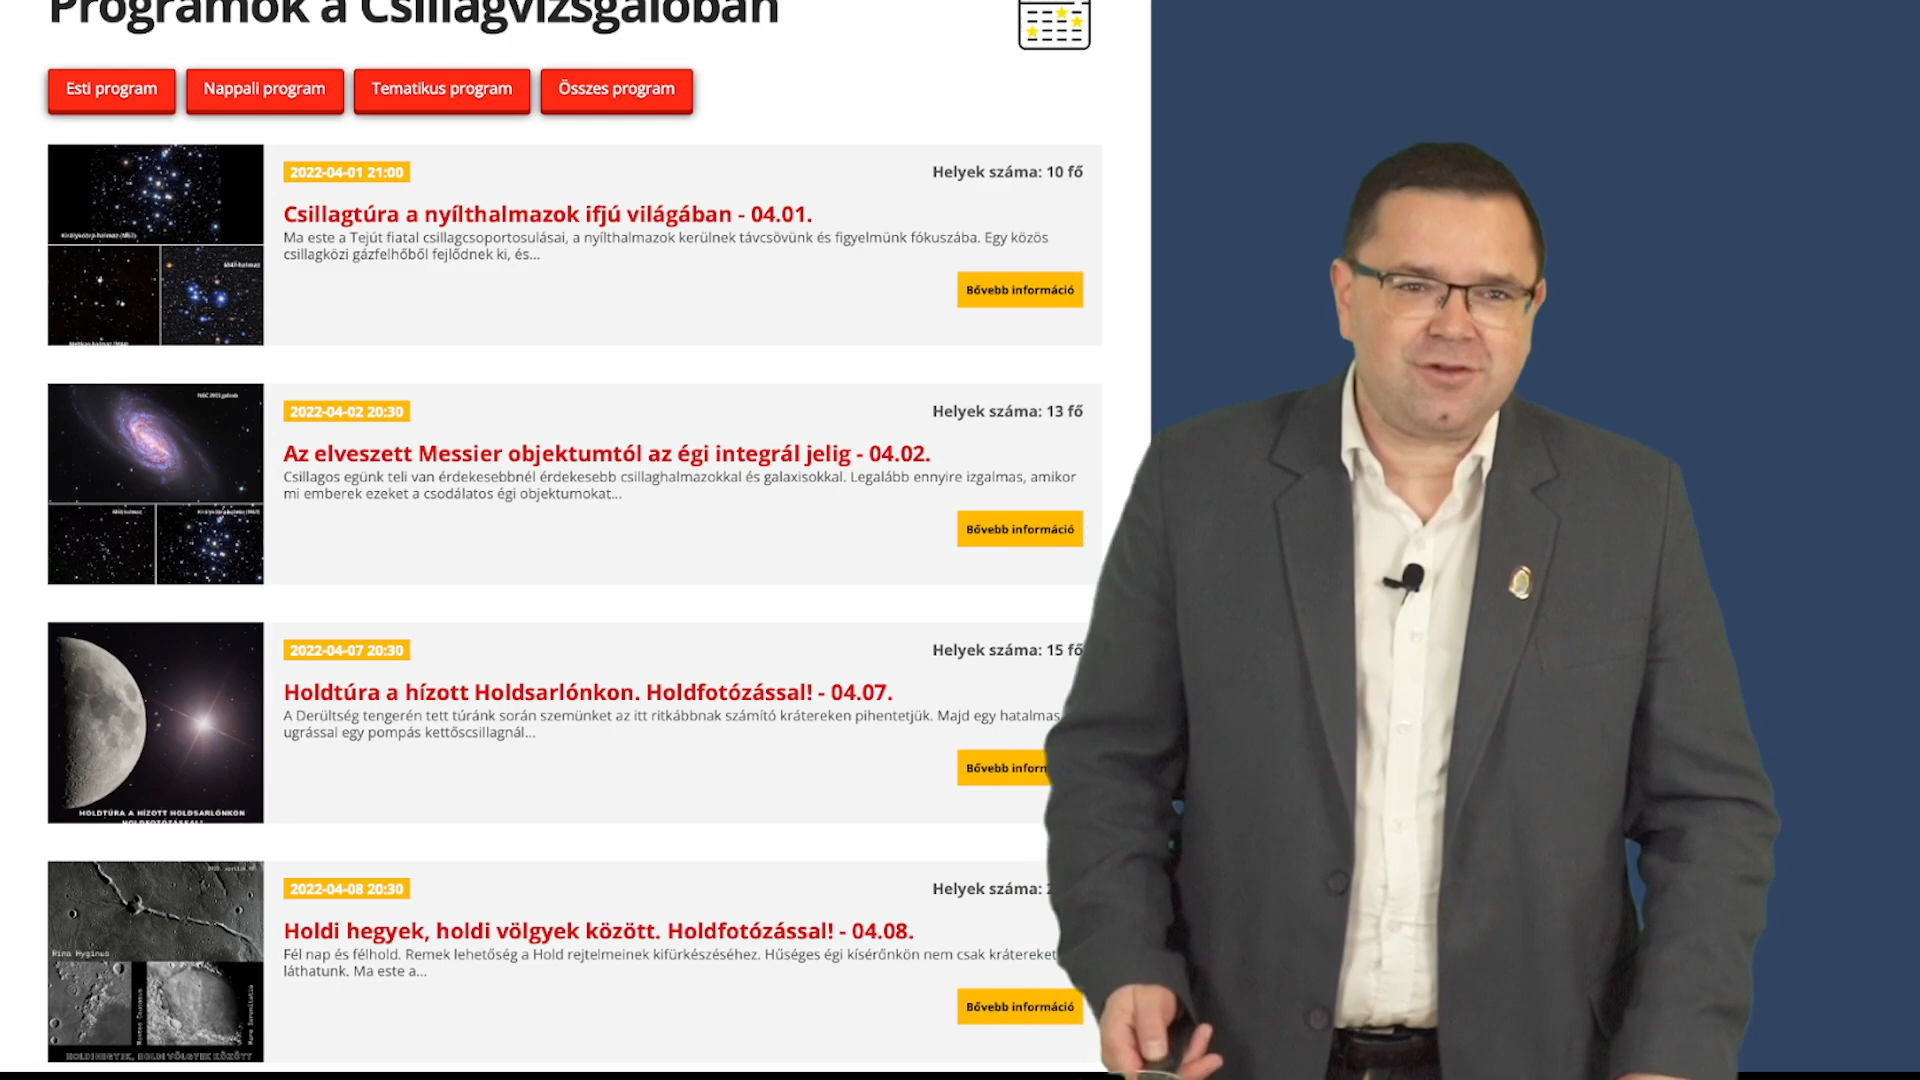 Programok a Csillagvizsgálóban
Esti program
Nappali program
Tematikus program
Összes program
2022-04-01 21:00
Helyek száma: 10 fő
Csillagtúra a nyílthalmazok ifjú világában - 04.01.
Ma este a Tejút fiatal csillagcsoportosulásai, a nyílthalmazok kerülnek távcsövünk és figyelmünk fókuszába. Egy közös
csillagközi gázfelhőből fejlődnek ki, és...
Bővebb információ
2022-04-02 20:30
Helyek száma: 13 fő
Az elveszett Messier objektumtól az égi integrál jelig - 04.02.
Csillagos egünk teli van érdekesebbnél érdekesebb csillaghalmazokkal és galaxisokkal. Legalább ennyire izgalmas, amikor
mi emberek ezeket a csodálatos égi objektumokat...
Bővebb információ
2022-04-07 20:30
Helyek száma: 15 fő
Holdtúra a hízott Holdsarlónkon. Holdfotózással! - 04.07.
A Derültség tengerén tett túránk során szemünket az itt ritkábbnak számító krátereken pihentetjük. Majd egy hatalmas
ugrással egy pompás kettőscsillagnál...
Bővebb inform
HOLDTÚRA A HÍZOTT HOLDSARLÓNKON
HOLDFOTÓZÁSSAL!
2022-04-08 20:30
Helyek száma:
Holdi hegyek, holdi völgyek között. Holdfotózással! - 04.08.
Fél nap és félhold. Remek lehetőség a Hold rejtelmeinek kifürkészéséhez. Hűséges égi kísérőnkön nem csak krátereket
láthatunk. Ma este a...
Bővebb információ
Rima Hyginus
HOLDI HEGYEK, HOLDI VÖLGYEK KÖZÖTT